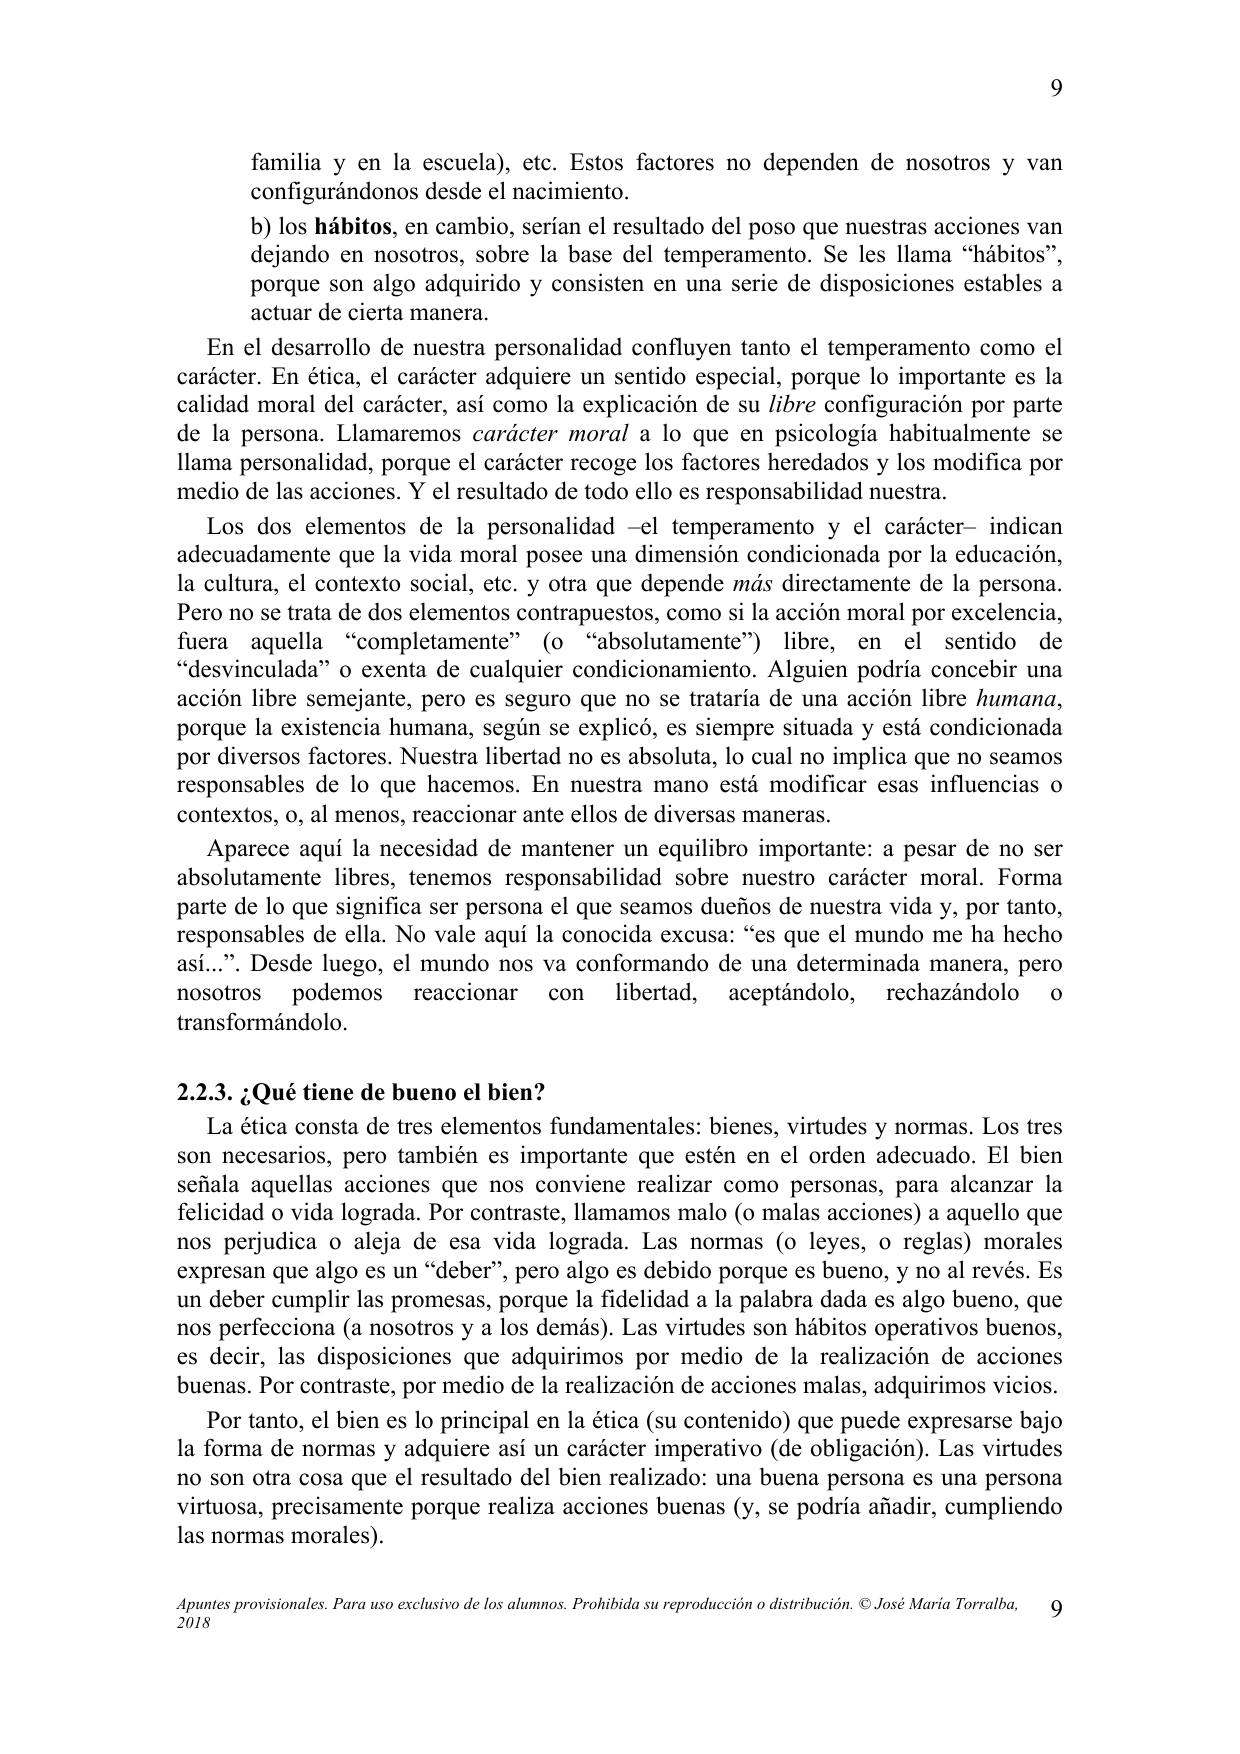 9
familia y en la escuela), etc. Estos factores no dependen de nosotros y van
configurándonos desde el nacimiento.
b) los hábitos, en cambio, serían el resultado del poso que nuestras acciones van
dejando en nosotros, sobre la base del temperamento. Se les llama “hábitos”,
porque son algo adquirido y consisten en una serie de disposiciones estables a
actuar de cierta manera.
En el desarrollo de nuestra personalidad confluyen tanto el temperamento como el
carácter. En ética, el carácter adquiere un sentido especial, porque lo importante es la
calidad moral del carácter, así como la explicación de su libre configuración por parte
de la persona. Llamaremos carácter moral a lo que en psicología habitualmente se
llama personalidad, porque el carácter recoge los factores heredados y los modifica por
medio de las acciones. Y el resultado de todo ello es responsabilidad nuestra.
Los dos elementos de la personalidad –el temperamento y el carácter– indican
adecuadamente que la vida moral posee una dimensión condicionada por la educación,
la cultura, el contexto social, etc. y otra que depende más directamente de la persona.
Pero no se trata de dos elementos contrapuestos, como si la acción moral por excelencia,
fuera aquella “completamente” (o “absolutamente”) libre, en el sentido de
“desvinculada” o exenta de cualquier condicionamiento. Alguien podría concebir una
acción libre semejante, pero es seguro que no se trataría de una acción libre humana,
porque la existencia humana, según se explicó, es siempre situada y está condicionada
por diversos factores. Nuestra libertad no es absoluta, lo cual no implica que no seamos
responsables de lo que hacemos. En nuestra mano está modificar esas influencias o
contextos, o, al menos, reaccionar ante ellos de diversas maneras.
Aparece aquí la necesidad de mantener un equilibro importante: a pesar de no ser
absolutamente libres, tenemos responsabilidad sobre nuestro carácter moral. Forma
parte de lo que significa ser persona el que seamos dueños de nuestra vida y, por tanto,
responsables de ella. No vale aquí la conocida excusa: “es que el mundo me ha hecho
así...”. Desde luego, el mundo nos va conformando de una determinada manera, pero
nosotros podemos reaccionar con libertad, aceptándolo, rechazándolo o
transformándolo.
2.2.3. ¿Qué tiene de bueno el bien?
La ética consta de tres elementos fundamentales: bienes, virtudes y normas. Los tres
son necesarios, pero también es importante que estén en el orden adecuado. El bien
señala aquellas acciones que nos conviene realizar como personas, para alcanzar la
felicidad o vida lograda. Por contraste, llamamos malo (o malas acciones) a aquello que
nos perjudica o aleja de esa vida lograda. Las normas (o leyes, o reglas) morales
expresan que algo es un “deber”, pero algo es debido porque es bueno, y no al revés. Es
un deber cumplir las promesas, porque la fidelidad a la palabra dada es algo bueno, que
nos perfecciona (a nosotros y a los demás). Las virtudes son hábitos operativos buenos,
es decir, las disposiciones que adquirimos por medio de la realización de acciones
buenas. Por contraste, por medio de la realización de acciones malas, adquirimos vicios.
Por tanto, el bien es lo principal en la ética (su contenido) que puede expresarse bajo
la forma de normas y adquiere así un carácter imperativo (de obligación). Las virtudes
no son otra cosa que el resultado del bien realizado: una buena persona es una persona
virtuosa, precisamente porque realiza acciones buenas (y, se podría añadir, cumpliendo
las normas morales).
Apuntes provisionales. Para uso exclusivo de los alumnos. Prohibida su reproducción o distribución. © José María Torralba,
2018
9